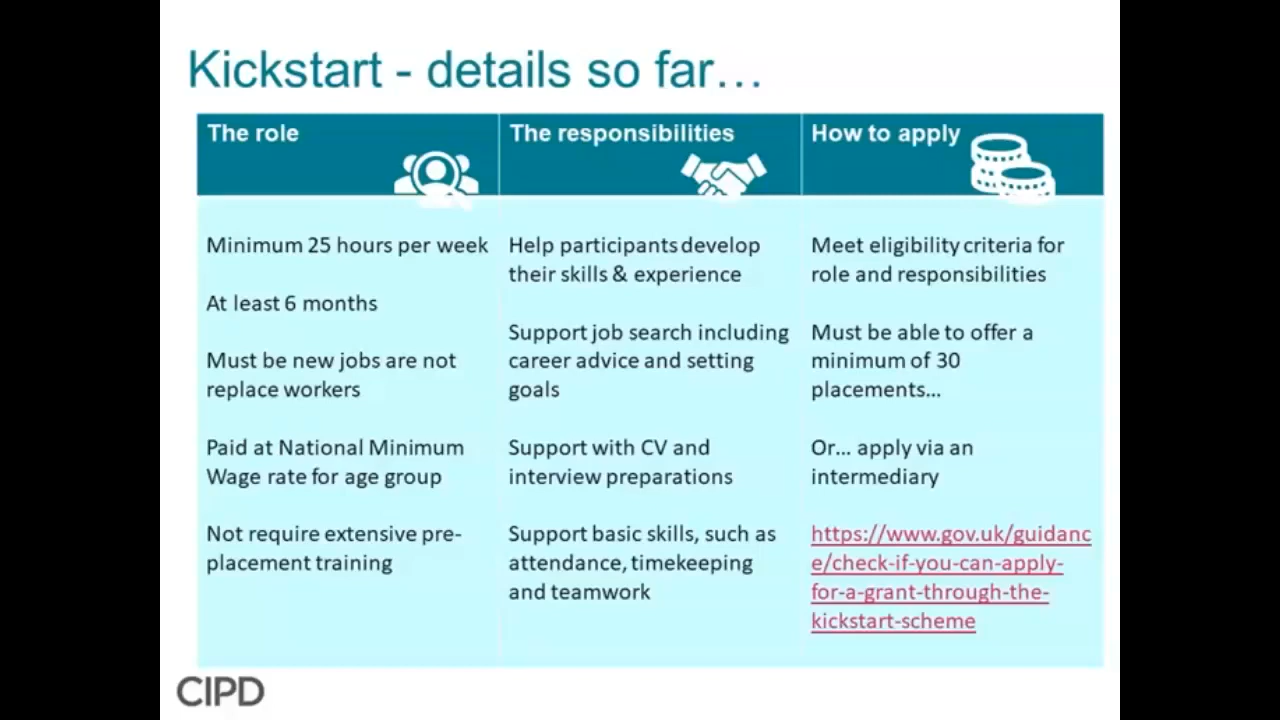 Kickstart - details so far…
The role
Minimum 25 hours per week
At least 6 months
Must be new jobs are not
replace workers
Paid at National Minimum
Wage rate for age group
Not require extensive pre-
placement training
The responsibilities
Help participants develop
their skills & experience
Support job search including
career advice and setting
goals
Support with CV and
interview preparations
Support basic skills, such as
attendance, timekeeping
and teamwork
How to apply
Meet eligibility criteria for
role and responsibilities
Must be able to offer a
minimum of 30
placements…
Or… apply via an
intermediary
https://www.gov.uk/guidanc
e/check-if-you-can-apply-
for-a-grant-through-the-
kickstart-scheme
CIPD